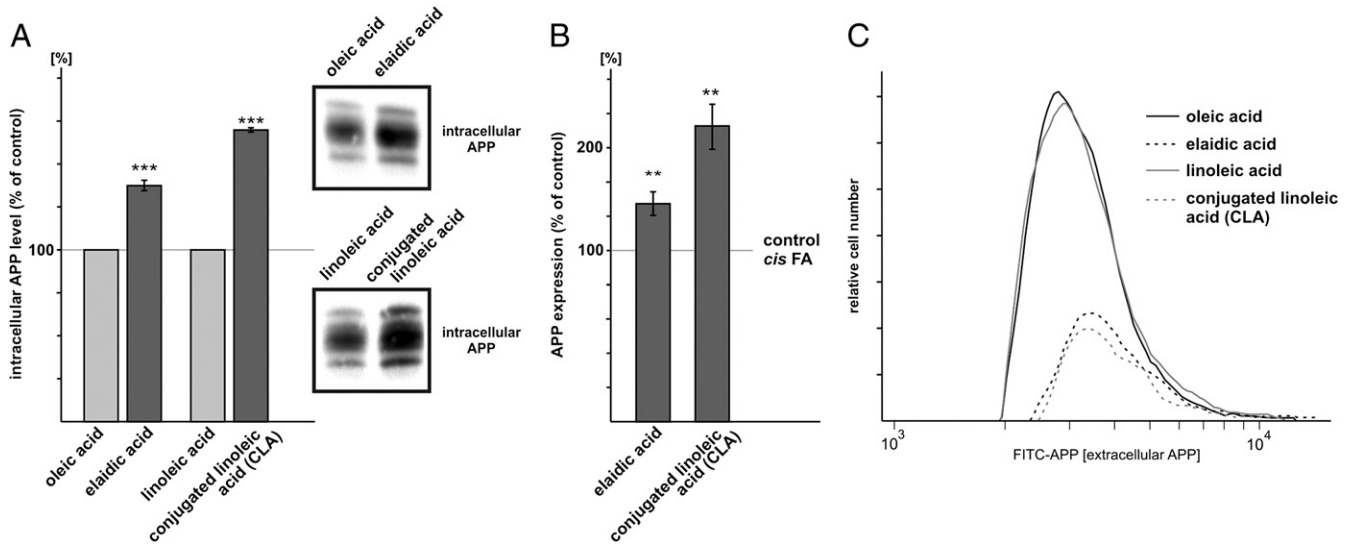 A
[%]
intracellular APP level (% of control)
100
***
***
oleic acid
elaidic acid
linoleic acid
conjugated linoleic
acid (CLA)
oleic acid
elaidic acid
intracellular
APP
linoleic acid
conjugated
linoleic acid
intracellular
APP
B
[%]
APP expression (% of control)
200
100
**
**
control
cis FA
elaidic acid
conjugated linoleic
acid (CLA)
C
relative cell number
oleic acid
elaidic acid
linoleic acid
conjugated linoleic
acid (CLA)
10³
10⁴
FITC-APP [extracellular APP]